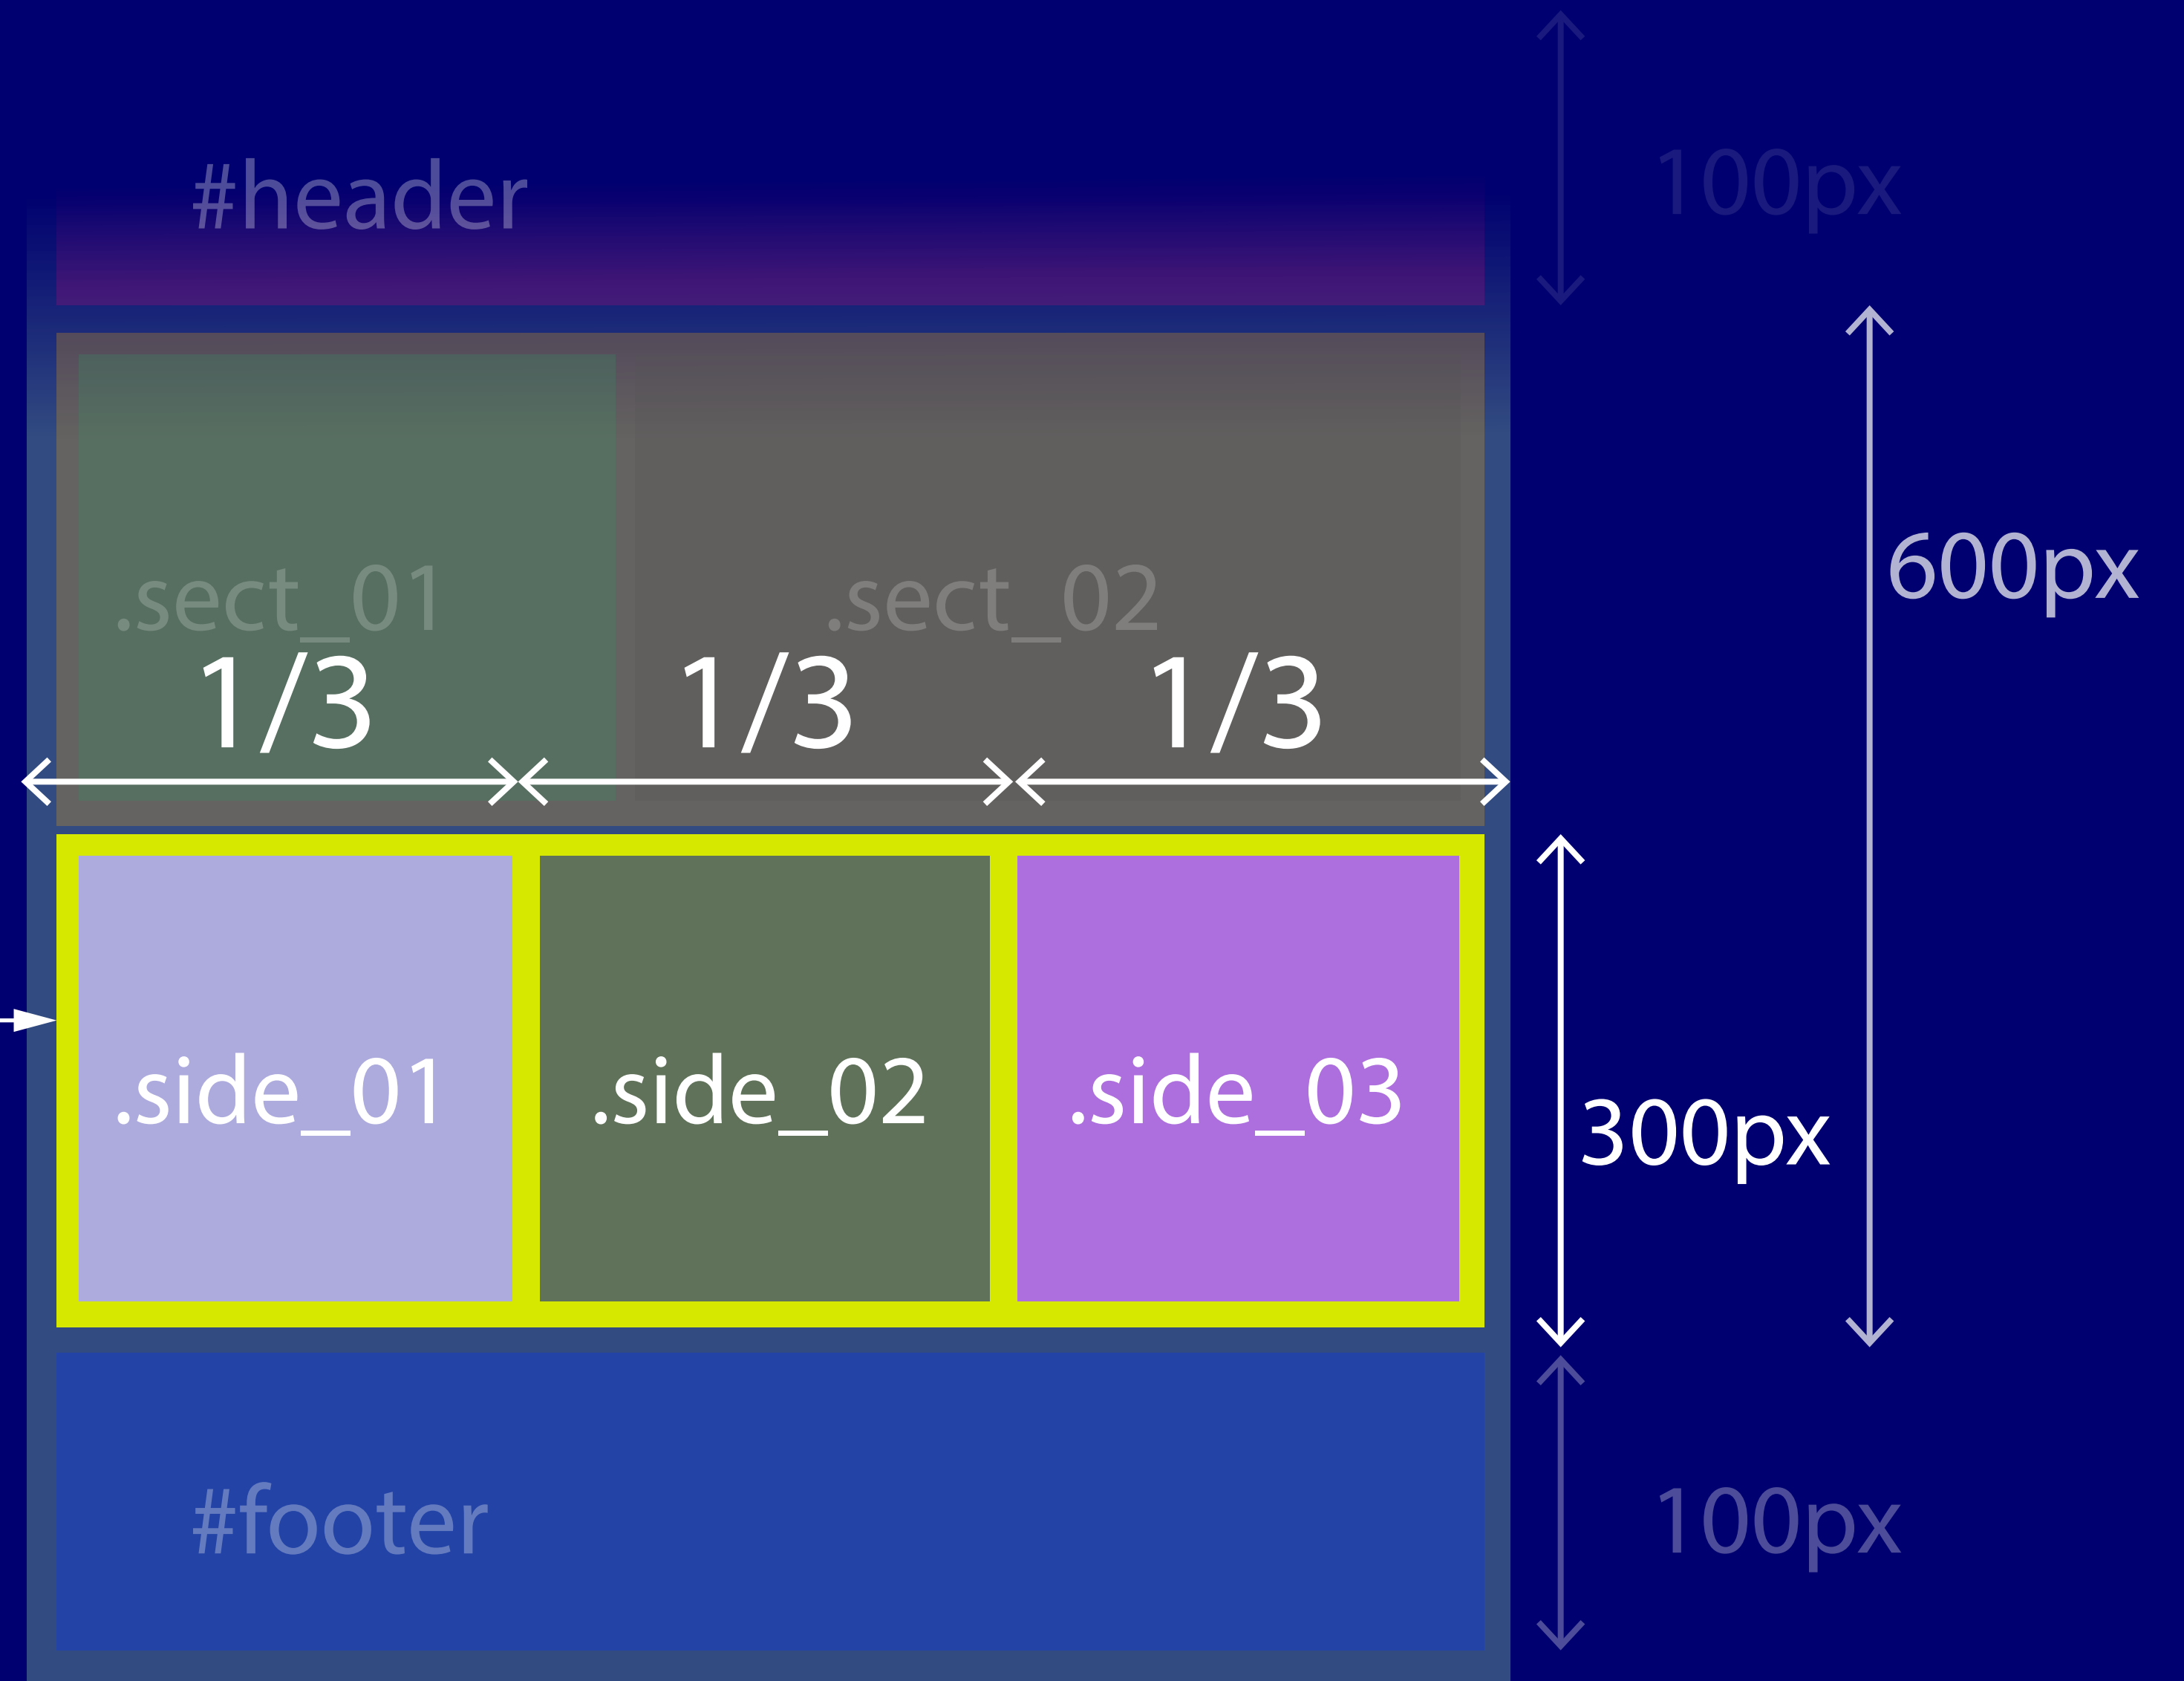 #header
100px
600px
.sect_01
.sect_02
1/3
1/3
1/3
.side_01
.side_02
.side_03
300px
#footer
100px